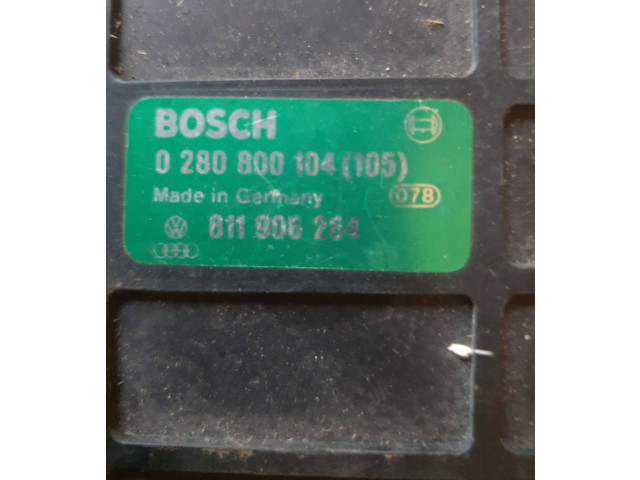 BOSCH
0 280 800 104 (105)
Made in Germany 078
811 906 264